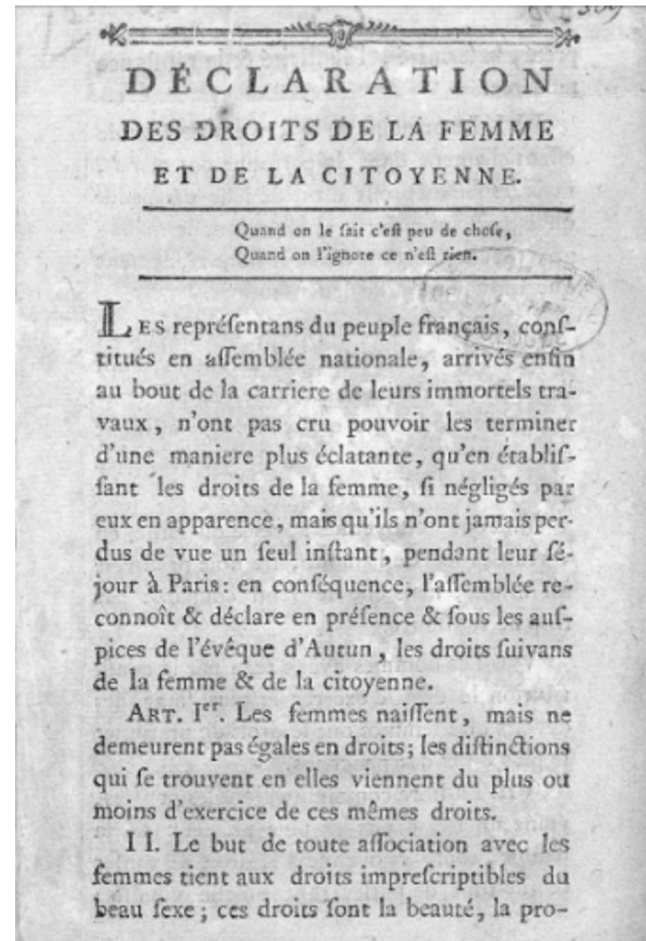 DÉCLARATION
DES DROITS DE LA FEMME
ET DE LA CITOYENNE.
Quand on le ſait c'eſt peu de choſe,
Quand on l'ignore ce n'eſt rien.
LES repréſentans du peuple français, conſ-
titués en aſſemblée nationale, arrivés enfin
au bout de la carriere de leurs immortels tra-
vaux, n'ont pas cru pouvoir les terminer
d'une maniere plus éclatante, qu'en établiſ-
ſant les droits de la femme, ſi négligés par
eux en apparence, mais qu'ils n'ont jamais per-
dus de vue un ſeul inſtant, pendant leur ſé-
jour à Paris: en conſéquence, l'aſſemblée re-
connoît & déclare en préſence & ſous les auſ-
pices de l'évêque d'Autun, les droits ſuivans
de la femme & de la citoyenne.
ART. Ier. Les femmes naiſſent, mais ne
demeurent pas égales en droits; les diſtinctions
qui ſe trouvent en elles viennent du plus ou
moins d'exercice de ces mêmes droits.
II. Le but de toute aſſociation avec les
femmes tient aux droits impreſcriptibles du
beau ſexe; ces droits ſont la beauté, la pro-